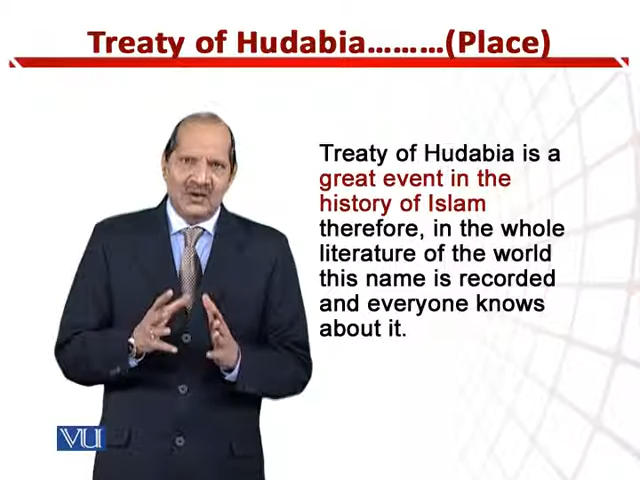 Treaty of Hudabia………(Place)
Treaty of Hudabia is a
great event in the
history of Islam
therefore, in the whole
literature of the world
this name is recorded
and everyone knows
about it.
VU